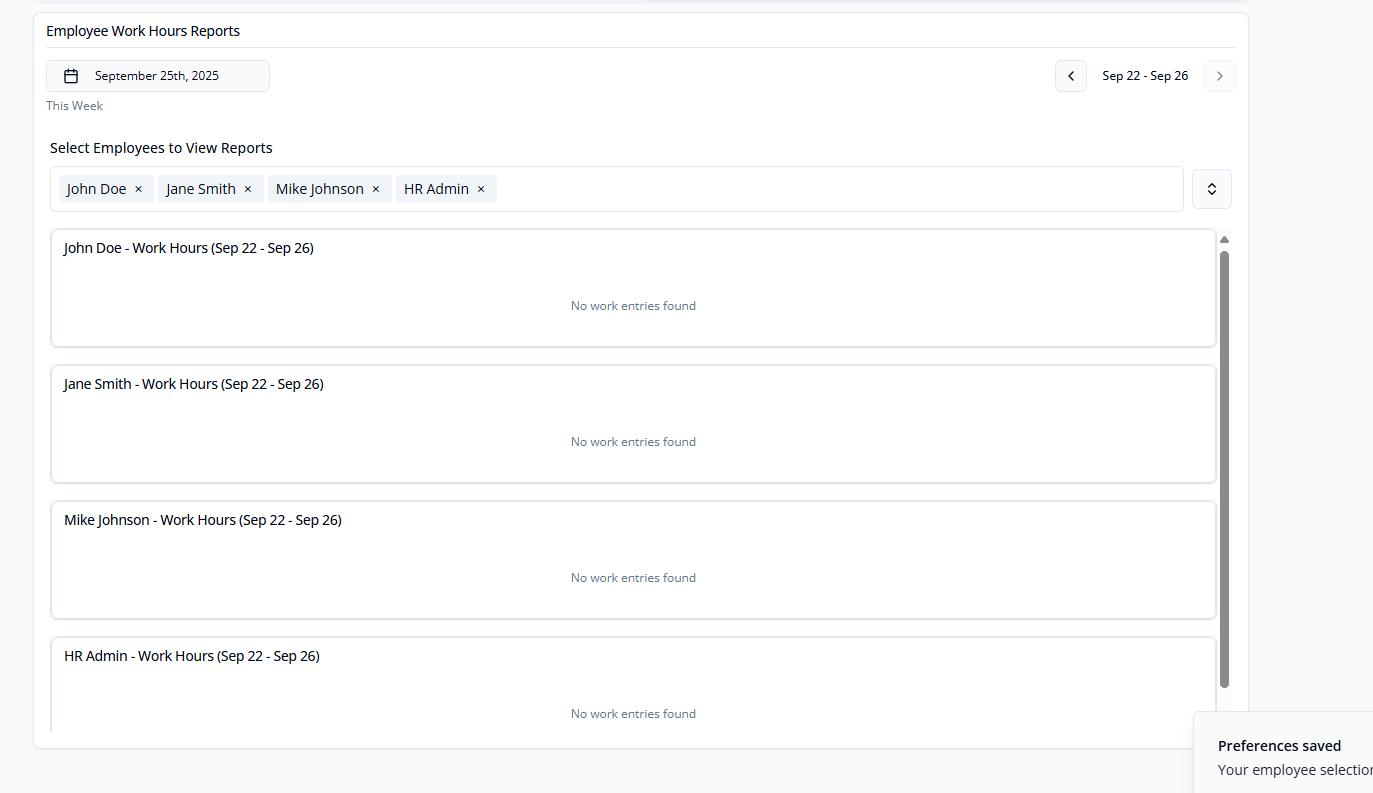 Employee Work Hours Reports
September 25th, 2025
Sep 22 - Sep 26
This Week
Select Employees to View Reports
John Doe × Jane Smith × Mike Johnson × HR Admin ×
John Doe - Work Hours (Sep 22 - Sep 26)
No work entries found
Jane Smith - Work Hours (Sep 22 - Sep 26)
No work entries found
Mike Johnson - Work Hours (Sep 22 - Sep 26)
No work entries found
HR Admin - Work Hours (Sep 22 - Sep 26)
No work entries found
Preferences saved
Your employee selection